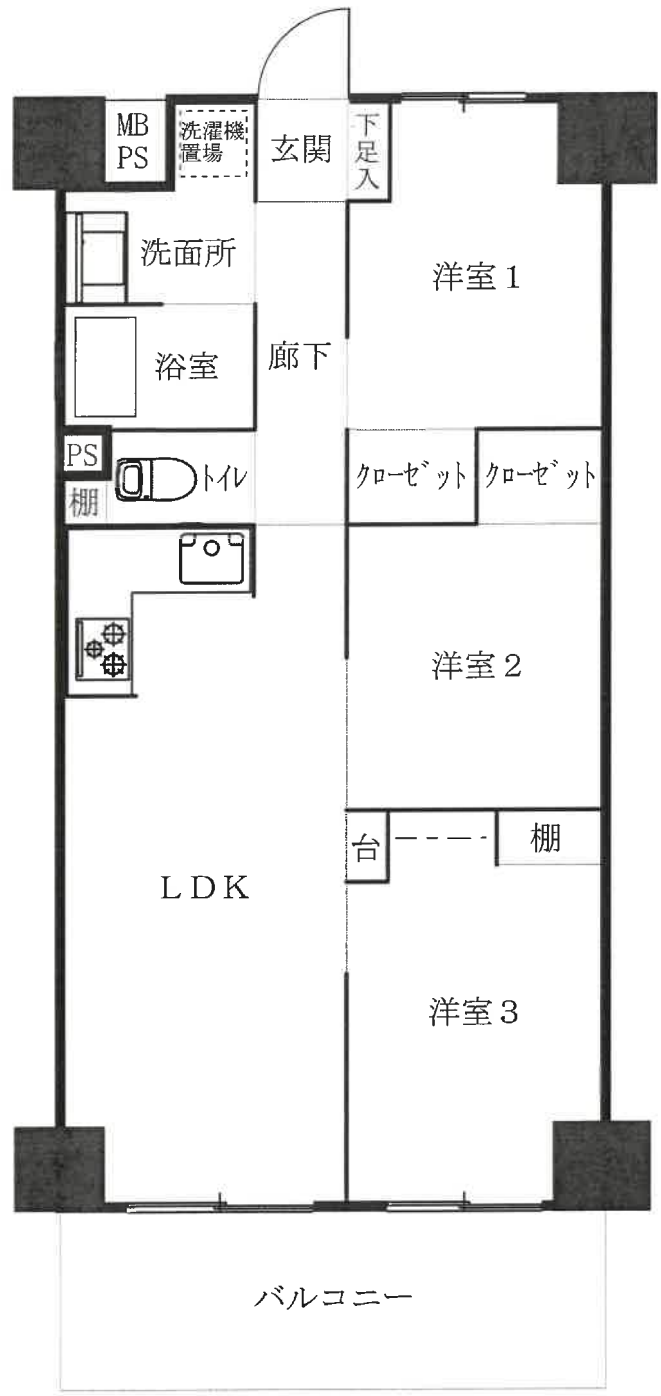 MB
PS
洗濯機
置場
玄関
下
足
入
洗面所
洋室1
浴室
廊下
PS
トイレ
棚
クローゼット
クローゼット
洋室2
台
棚
LDK
洋室3
バルコニー